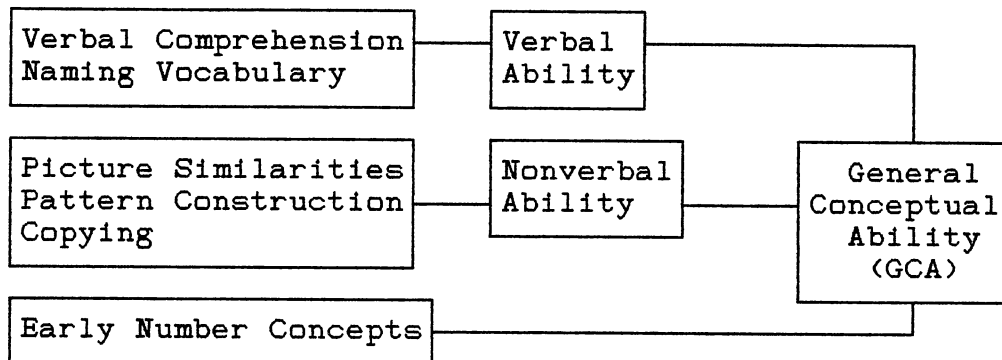 Verbal Comprehension
Naming Vocabulary
Verbal
Ability
Picture Similarities
Pattern Construction
Copying
Nonverbal
Ability
General
Conceptual
Ability
(GCA)
Early Number Concepts